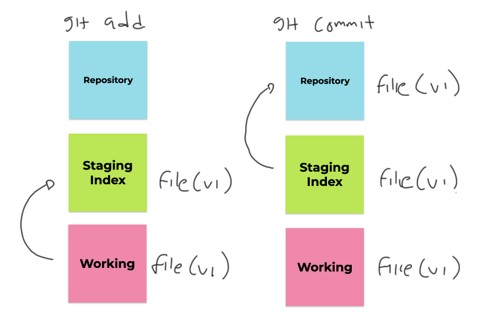 git add
Repository
Staging
Index
file(v1)
Working
file(v1)
git commit
Repository
file(v1)
Staging
Index
file(v1)
Working
file(v1)